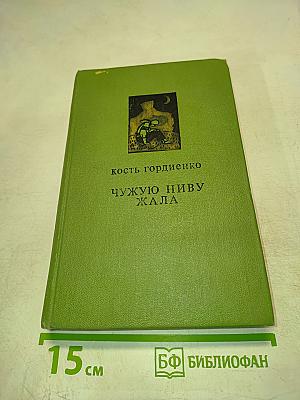 кость гордиенко
ЧУЖУЮ НИВУ
ЖАЛА
15 см
БФ БИБЛИОФАН